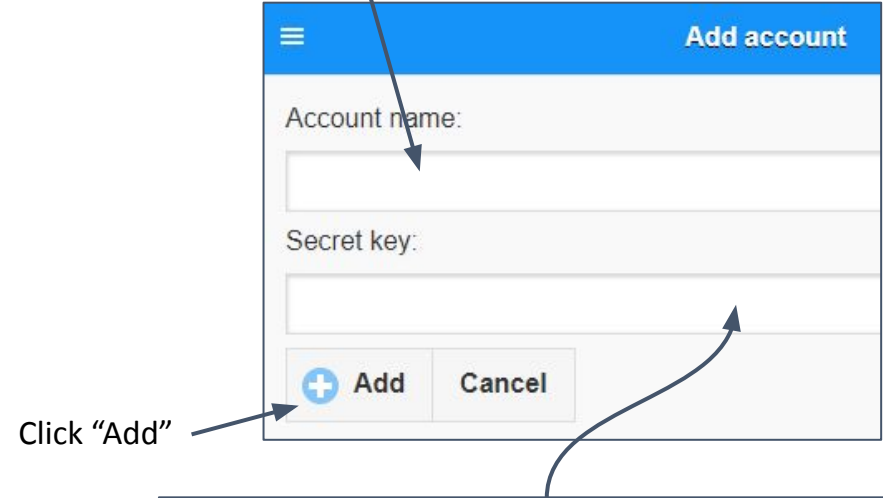 Add account
Account name:
Secret key:
Add Cancel
Click “Add”